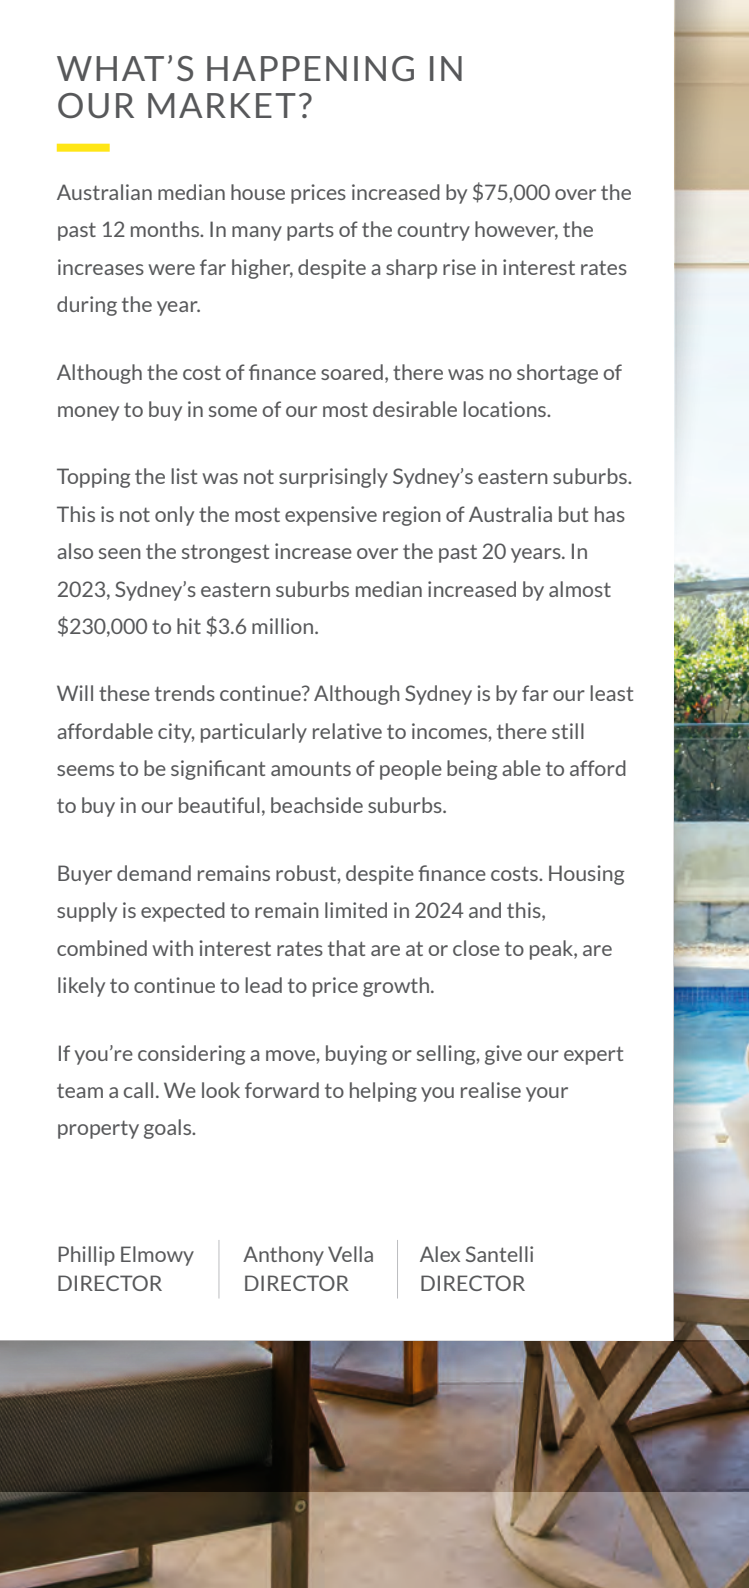 WHAT’S HAPPENING IN
OUR MARKET?
Australian median house prices increased by $75,000 over the
past 12 months. In many parts of the country however, the
increases were far higher, despite a sharp rise in interest rates
during the year.
Although the cost of finance soared, there was no shortage of
money to buy in some of our most desirable locations.
Topping the list was not surprisingly Sydney’s eastern suburbs.
This is not only the most expensive region of Australia but has
also seen the strongest increase over the past 20 years. In
2023, Sydney’s eastern suburbs median increased by almost
$230,000 to hit $3.6 million.
Will these trends continue? Although Sydney is by far our least
affordable city, particularly relative to incomes, there still
seems to be significant amounts of people being able to afford
to buy in our beautiful, beachside suburbs.
Buyer demand remains robust, despite finance costs. Housing
supply is expected to remain limited in 2024 and this,
combined with interest rates that are at or close to peak, are
likely to continue to lead to price growth.
If you’re considering a move, buying or selling, give our expert
team a call. We look forward to helping you realise your
property goals.
Phillip Elmowy Anthony Vella Alex Santelli
DIRECTOR DIRECTOR DIRECTOR